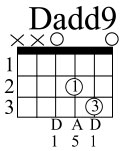 Dadd9
× × ○ ○
1
2 1
3 3
D A D
1 5 1